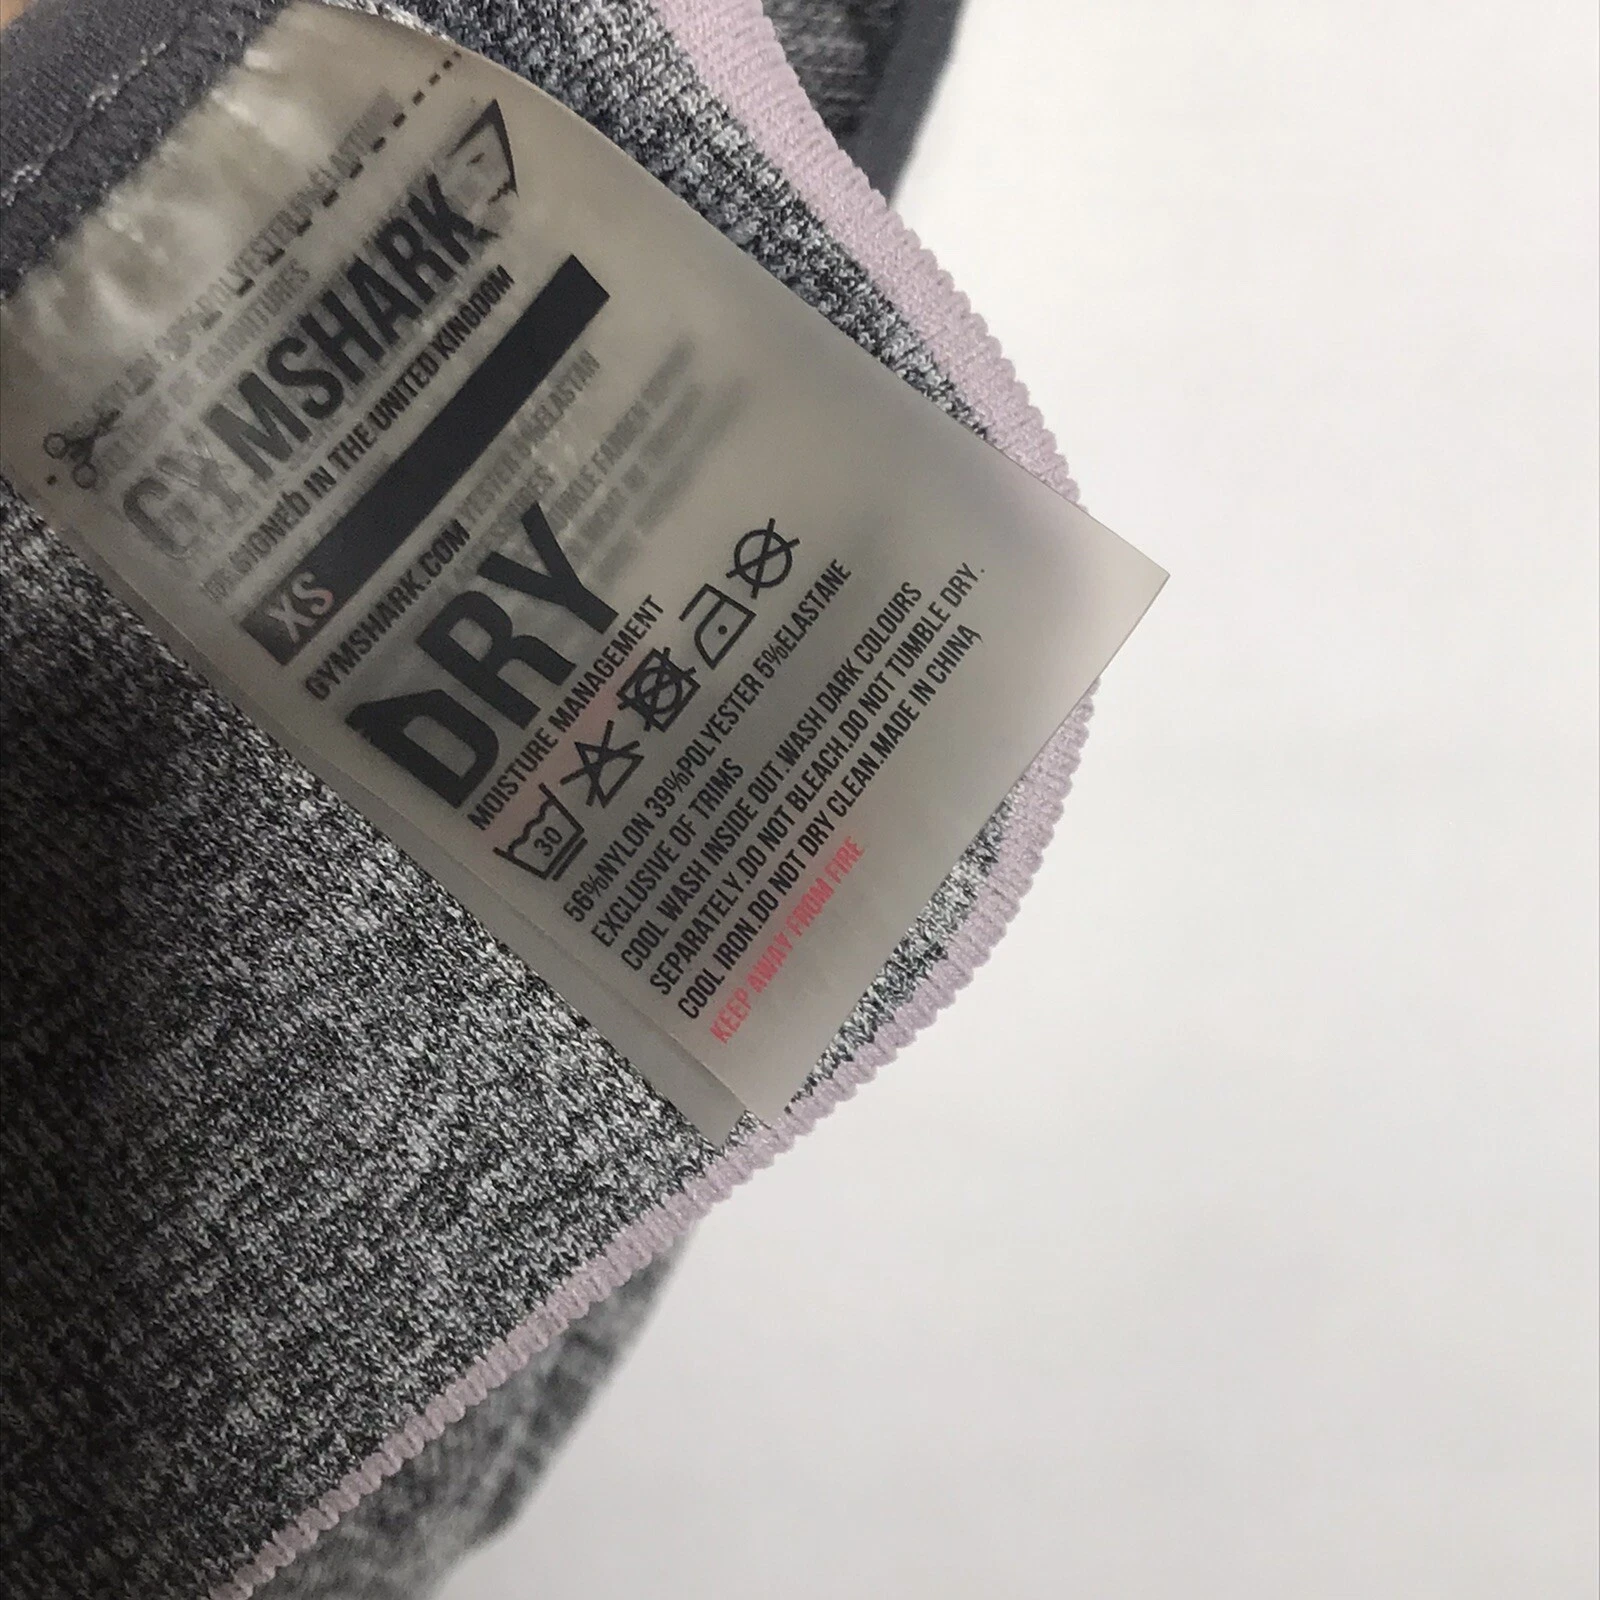 GYMSHARK
DESIGNED IN THE UNITED KINGDOM
XS
GYMSHARK.COM
DRY
MOISTURE MANAGEMENT
30
56%NYLON 39%POLYESTER 5%ELASTANE
EXCLUSIVE OF TRIMS
COOL WASH INSIDE OUT.WASH DARK COLOURS
SEPARATELY.DO NOT BLEACH.DO NOT TUMBLE DRY.
COOL IRON.DO NOT DRY CLEAN.MADE IN CHINA
KEEP AWAY FROM FIRE